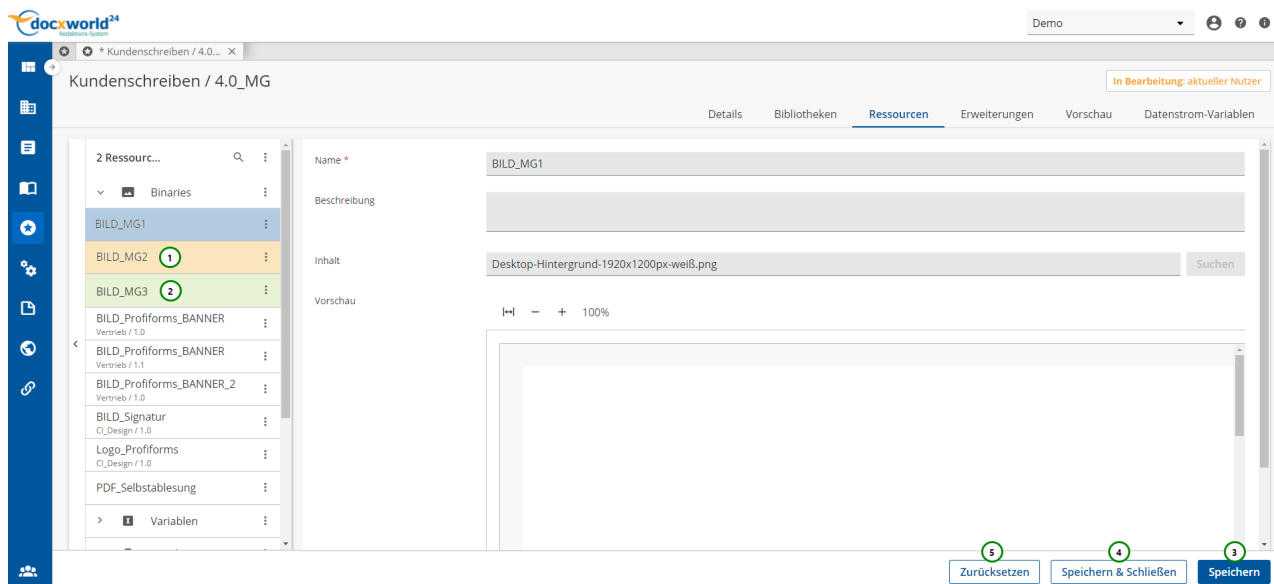 docxworld24
Redaktions-System
Demo
* Kundenschreiben / 4.0...
Kundenschreiben / 4.0_MG
In Bearbeitung: aktueller Nutzer
Details Bibliotheken Ressourcen Erweiterungen Vorschau Datenstrom-Variablen
2 Ressourc...
Binaries
BILD_MG1
BILD_MG2 1
BILD_MG3 2
BILD_Profiforms_BANNER
Vertrieb / 1.0
BILD_Profiforms_BANNER
Vertrieb / 1.1
BILD_Profiforms_BANNER_2
Vertrieb / 1.0
BILD_Signatur
CI_Design / 1.0
Logo_Profiforms
CI_Design / 1.0
PDF_Selbstablesung
Variablen
Name * BILD_MG1
Beschreibung
Inhalt Desktop-Hintergrund-1920x1200px-weiß.png Suchen
Vorschau
100%
5 4 3
Zurücksetzen Speichern & Schließen Speichern